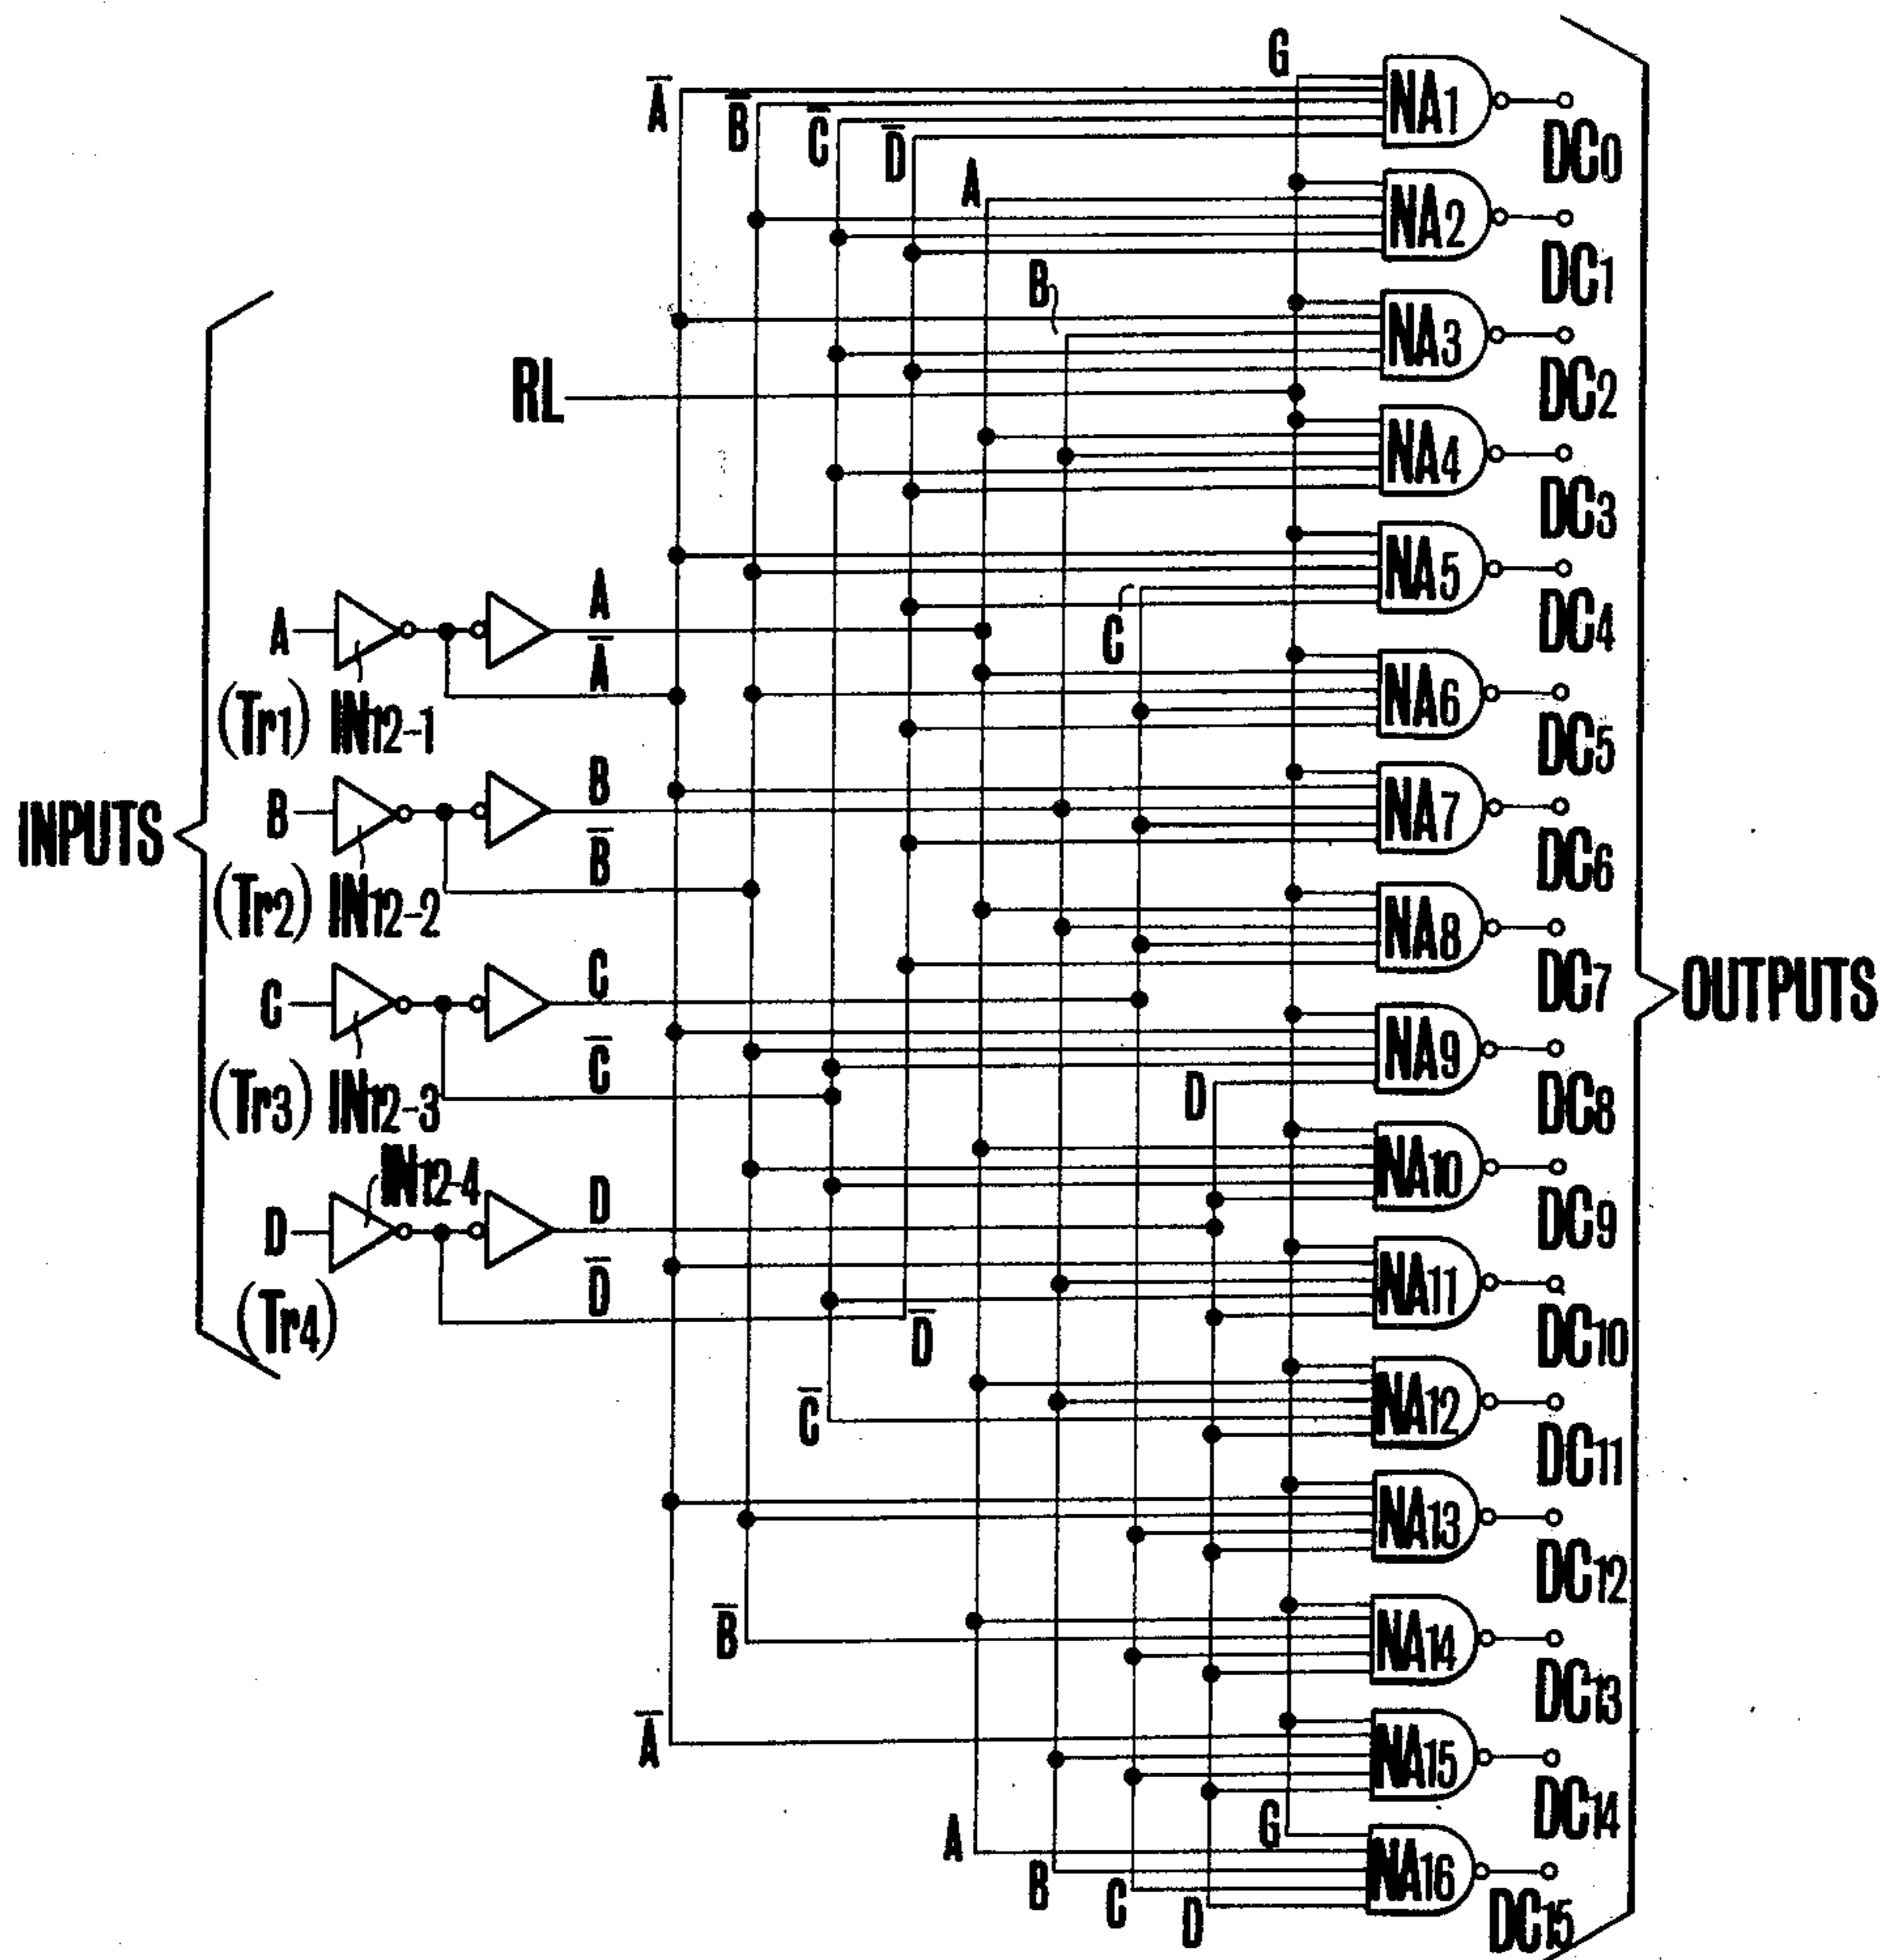 G
A̅
B̅
C̅
D̅
A
B
RL
C
NA1
DC0
NA2
DC1
NA3
DC2
NA4
DC3
NA5
DC4
NA6
DC5
NA7
DC6
NA8
DC7
NA9
DC8
NA10
DC9
NA11
DC10
NA12
DC11
NA13
DC12
NA14
DC13
NA15
DC14
NA16
DC15
INPUTS
OUTPUTS
A
(Tr1) IN12-1
A
A̅
B
(Tr2) IN12-2
B
B̅
C
(Tr3) IN12-3
C
C̅
D
IN12-4
(Tr4)
D
D̅
D
D̅
C̅
B̅
A̅
G
A
B
C
D